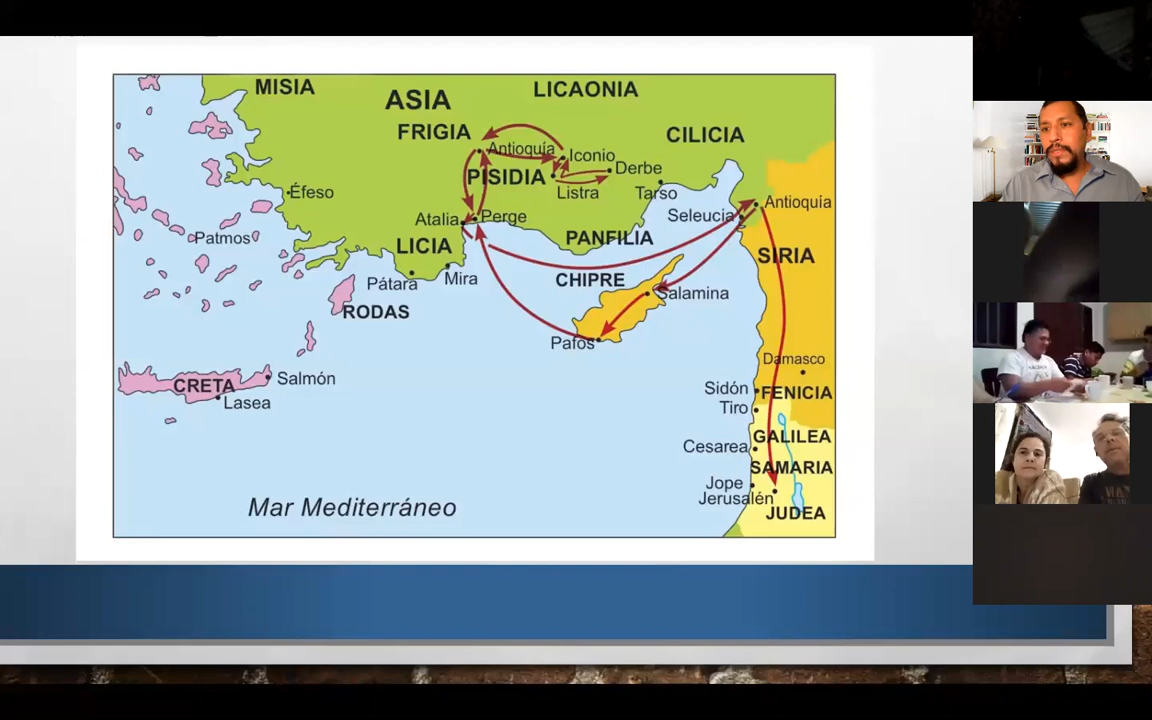 MISIA
ASIA
LICAONIA
FRIGIA
CILICIA
Antioquía
Iconio
PISIDIA
Derbe
Listra
Tarso
Éfeso
Antioquía
Seleucia
Atalia
Perge
Patmos
LICIA
PANFILIA
SIRIA
Pátara
Mira
CHIPRE
Salamina
RODAS
Pafos
Damasco
CRETA
Salmón
Lasea
Sidón
FENICIA
Tiro
GALILEA
Cesarea
SAMARIA
Jope
Jerusalén
JUDEA
Mar Mediterráneo